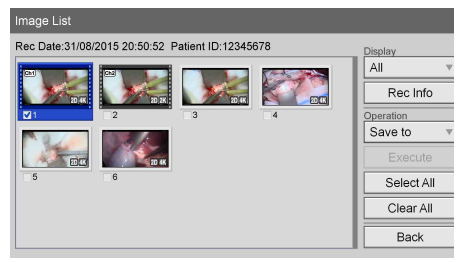 Image List
Rec Date:31/08/2015 20:50:52 Patient ID:12345678
Display
All
Rec Info
Operation
Save to
Execute
Select All
Clear All
Back
Ch1
2D 4K
1
Ch2
2D 2K
2
2D 4K
3
2D 4K
4
2D 4K
5
2D 4K
6